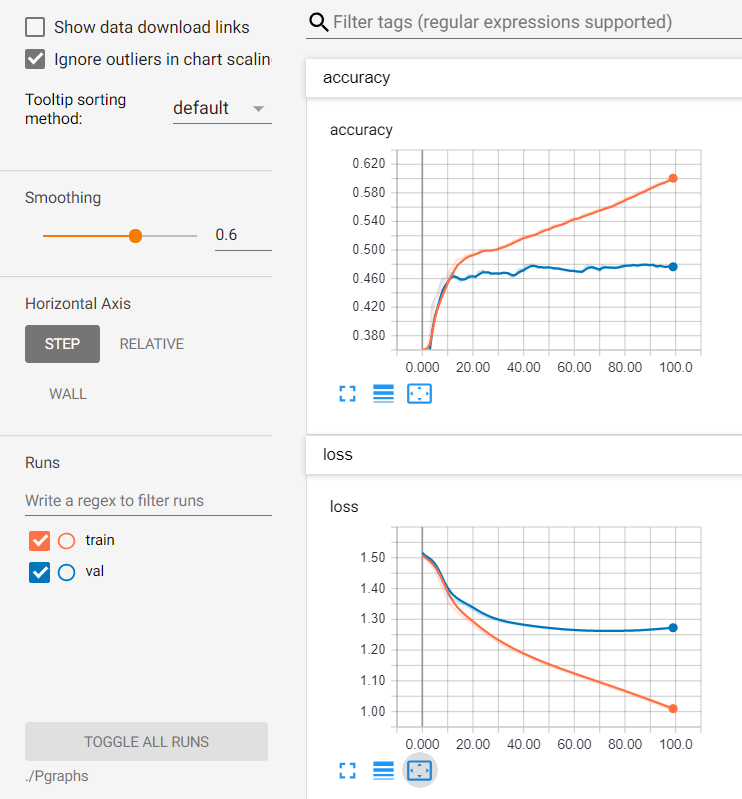 Show data download links
Ignore outliers in chart scalin
Tooltip sorting
method:
default
Smoothing
0.6
Horizontal Axis
STEP
RELATIVE
WALL
Runs
Write a regex to filter runs
train
val
TOGGLE ALL RUNS
./Pgraphs
Filter tags (regular expressions supported)
accuracy
accuracy
0.620
0.580
0.540
0.500
0.460
0.420
0.380
0.000 20.00 40.00 60.00 80.00 100.0
loss
loss
1.50
1.40
1.30
1.20
1.10
1.00
0.000 20.00 40.00 60.00 80.00 100.0